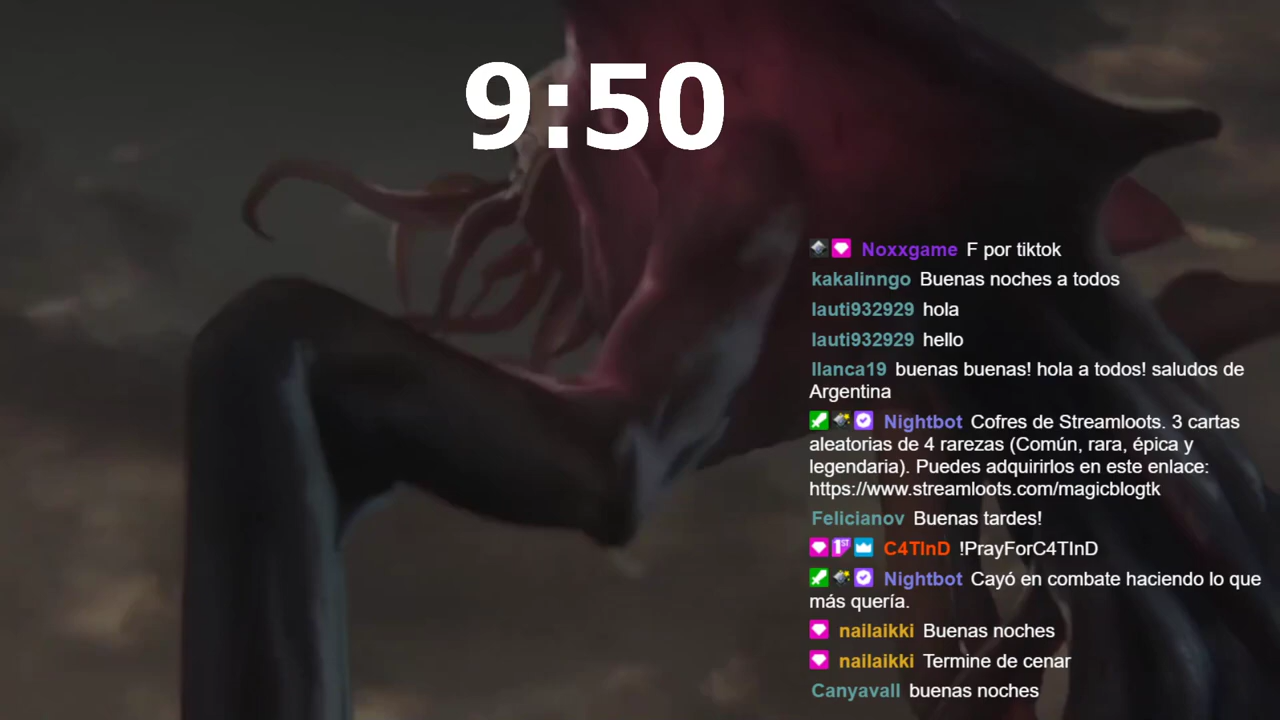 9:50
Noxxgame F por tiktok
kakalinngo Buenas noches a todos
lauti932929 hola
lauti932929 hello
llanca19 buenas buenas! hola a todos! saludos de
Argentina
Nightbot Cofres de Streamloots. 3 cartas
aleatorias de 4 rarezas (Común, rara, épica y
legendaria). Puedes adquirirlos en este enlace:
https://www.streamloots.com/magicblogtk
Felicianov Buenas tardes!
1ST C4TInD !PrayForC4TInD
Nightbot Cayó en combate haciendo lo que
más quería.
nailaikki Buenas noches
nailaikki Termine de cenar
Canyavall buenas noches